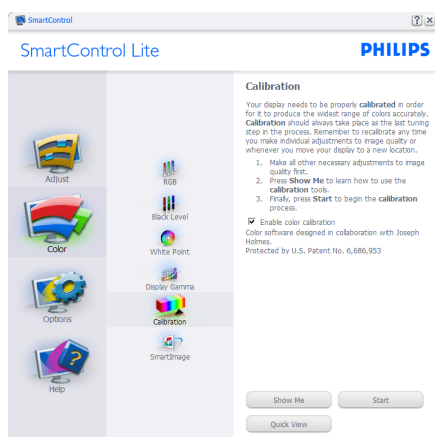 SmartControl
SmartControl Lite
PHILIPS
Adjust
Color
Options
Help
RGB
Black Level
White Point
Display Gamma
Calibration
SmartImage
Calibration
Your display needs to be properly calibrated in order
for it to produce the widest range of colors accurately.
Calibration should always take place as the last tuning
step in the process. Remember to recalibrate any time
you make individual adjustments to image quality or
whenever you move your display to a new location.
1. Make all other necessary adjustments to image
quality first.
2. Press Show Me to learn how to use the
calibration tools.
3. Finally, press Start to begin the calibration
process.
Enable color calibration
Color software designed in collaboration with Joseph
Holmes.
Protected by U.S. Patent No. 6,686,953
Show Me
Start
Quick View